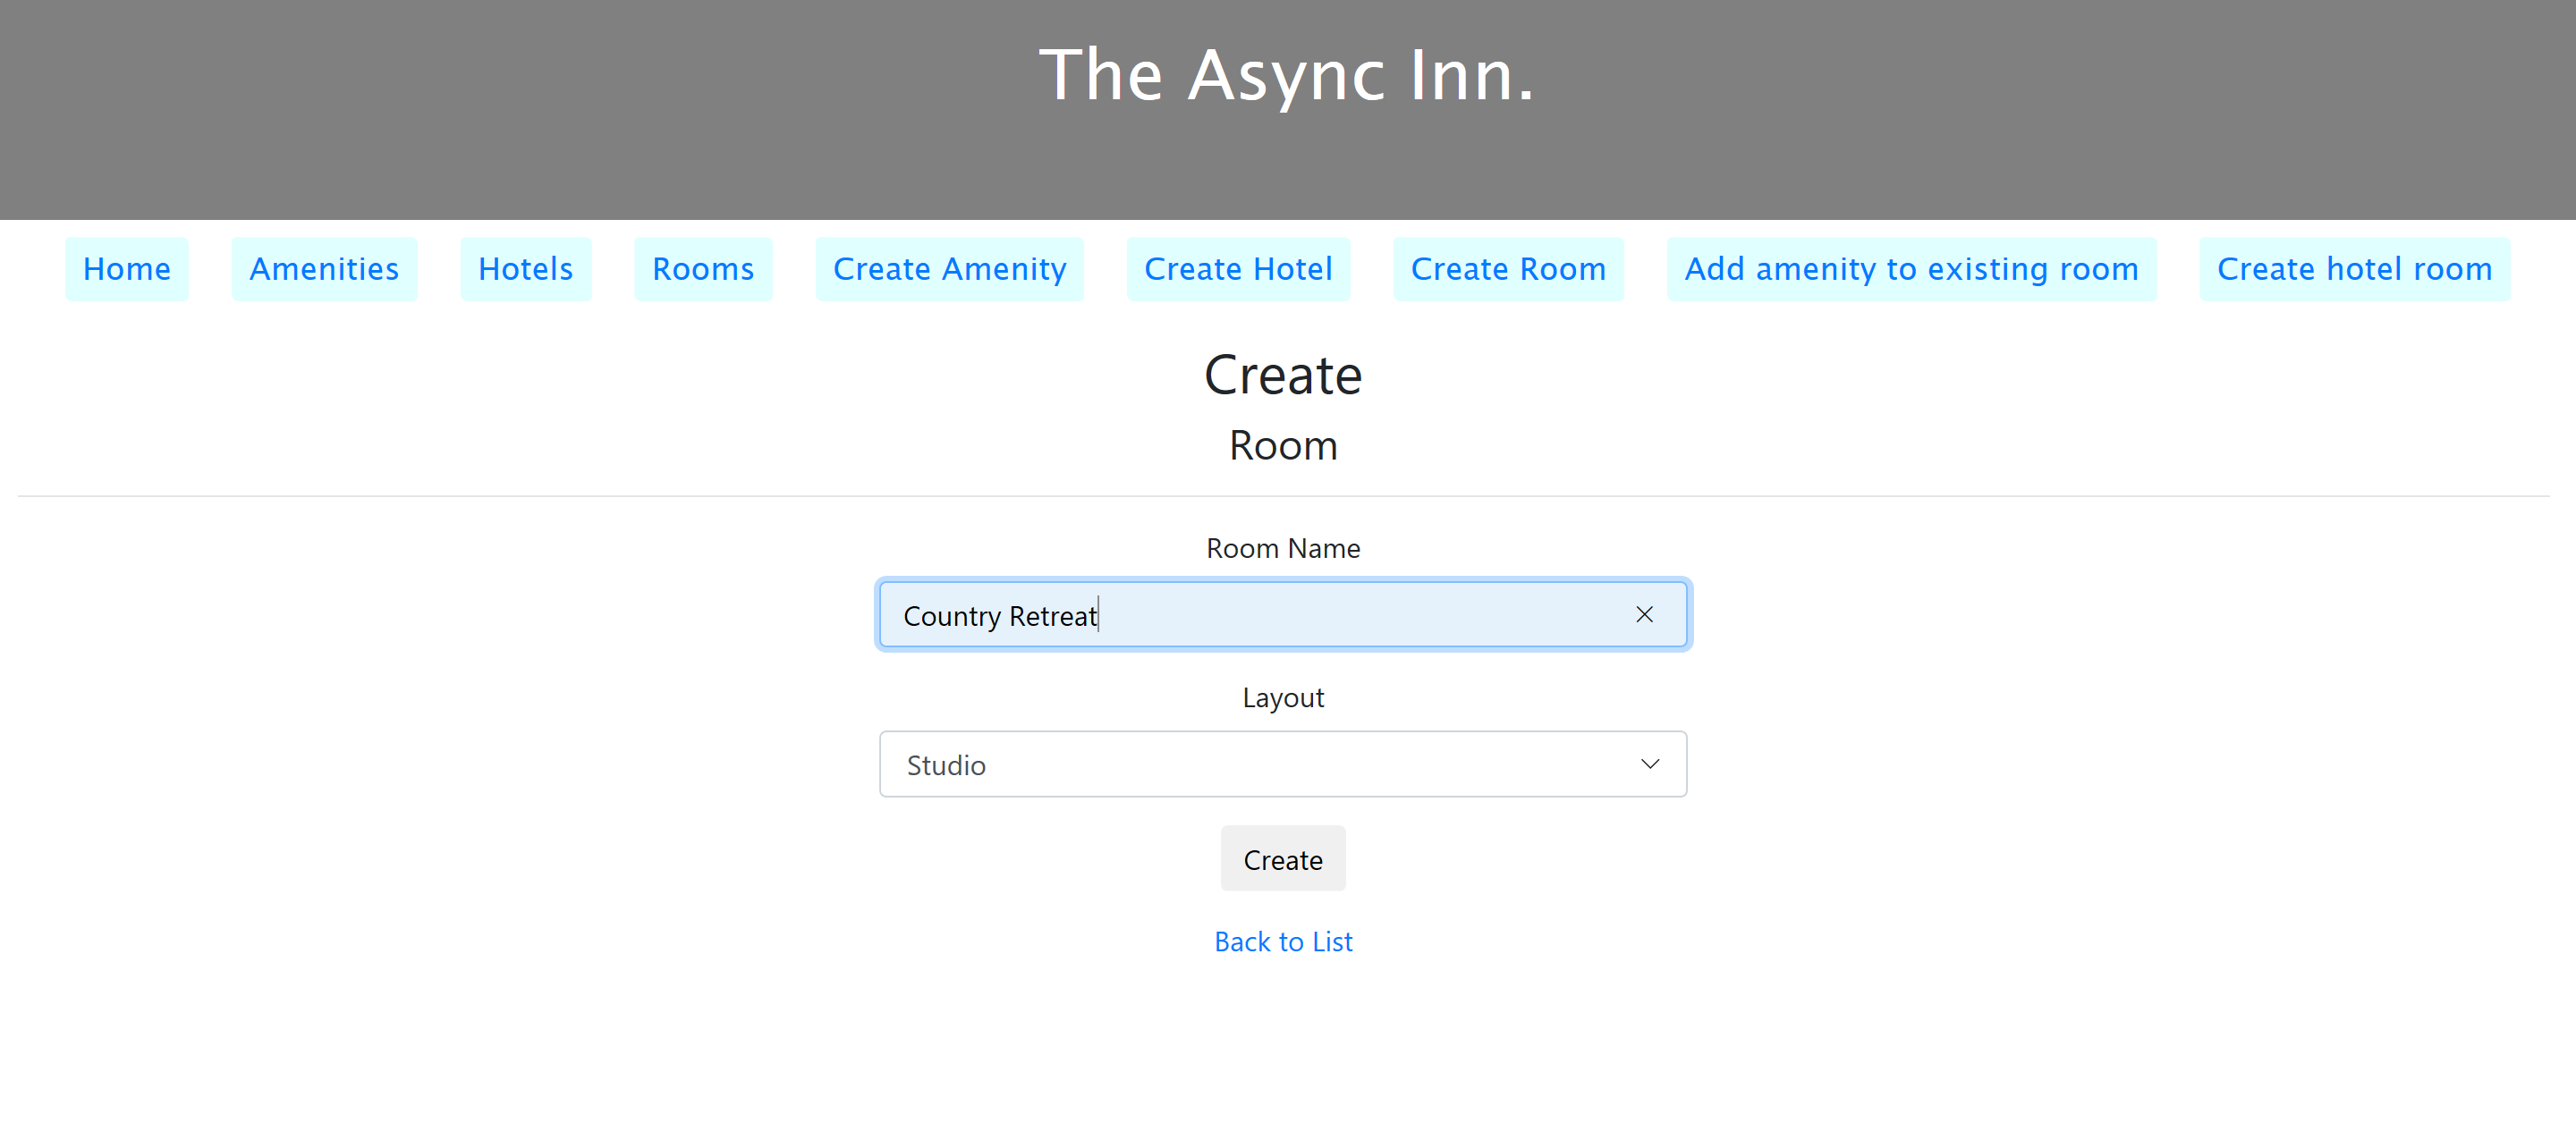 The Async Inn.
Home Amenities Hotels Rooms Create Amenity Create Hotel Create Room Add amenity to existing room Create hotel room
Create
Room
Room Name
Country Retreat
Layout
Studio
Create
Back to List